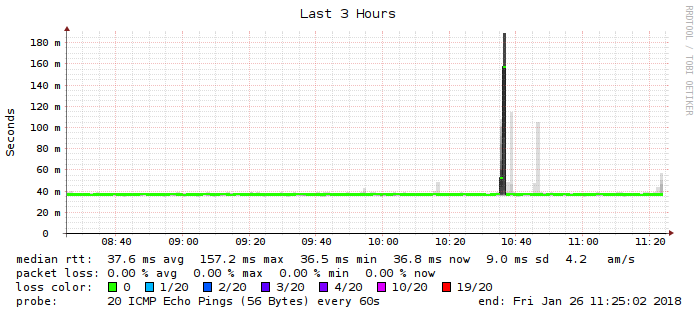 Last 3 Hours
RRDTOOL / TOBI OETIKER
Seconds
180 m
160 m
140 m
120 m
100 m
80 m
60 m
40 m
20 m
0
08:40 09:00 09:20 09:40 10:00 10:20 10:40 11:00 11:20
median rtt: 37.6 ms avg 157.2 ms max 36.5 ms min 36.8 ms now 9.0 ms sd 4.2 am/s
packet loss: 0.00 % avg 0.00 % max 0.00 % min 0.00 % now
loss color: 0 1/20 2/20 3/20 4/20 10/20 19/20
probe: 20 ICMP Echo Pings (56 Bytes) every 60s end: Fri Jan 26 11:25:02 2018